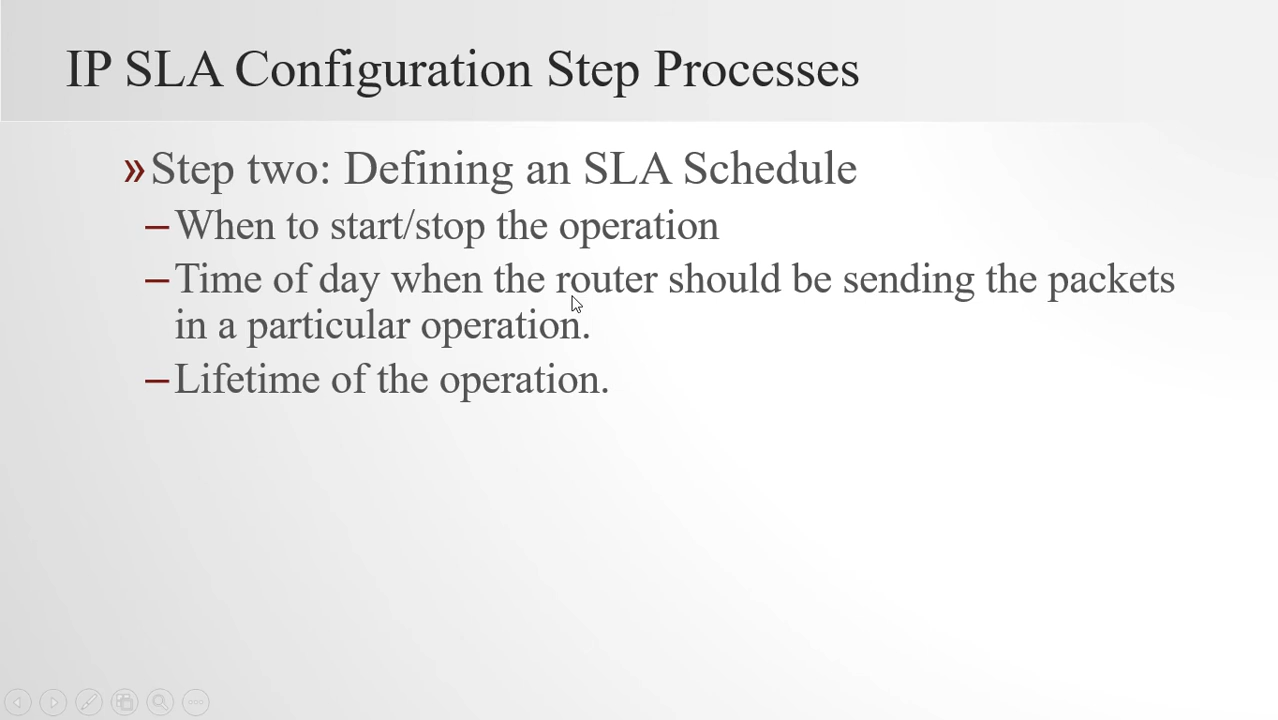 IP SLA Configuration Step Processes
» Step two: Defining an SLA Schedule
– When to start/stop the operation
– Time of day when the router should be sending the packets
in a particular operation.
– Lifetime of the operation.